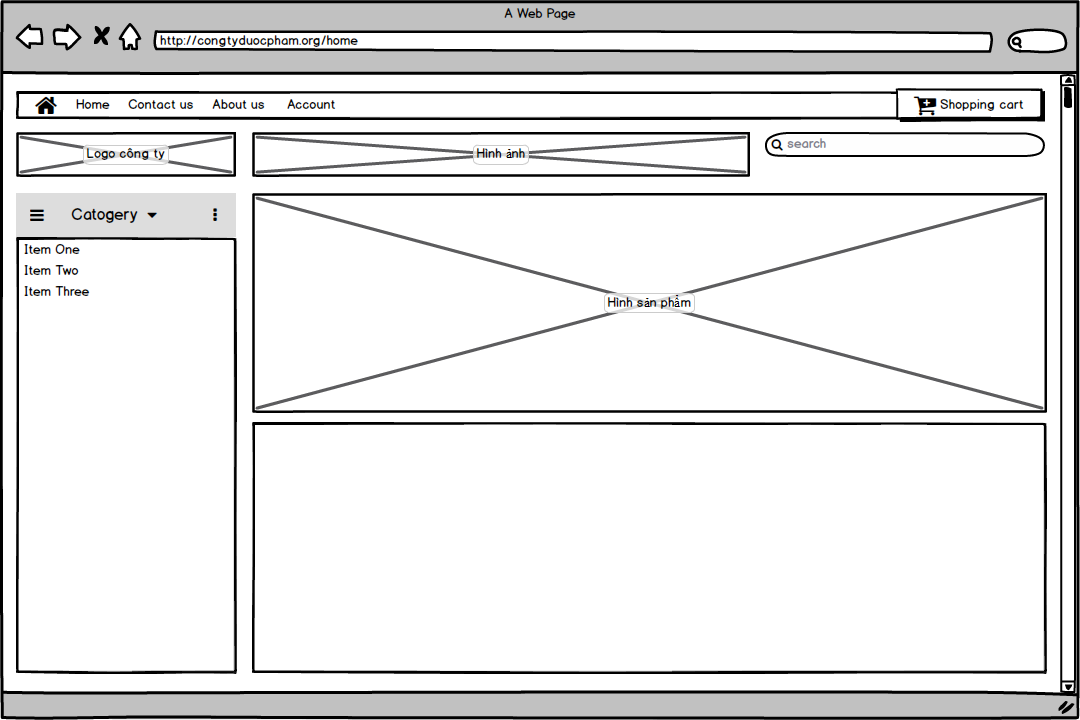 A Web Page
http://congtyduocpham.org/home
Home Contact us About us Account Shopping cart
Logo công ty Hình ảnh search
Catogery
Item One
Item Two
Item Three
Hình sản phẩm